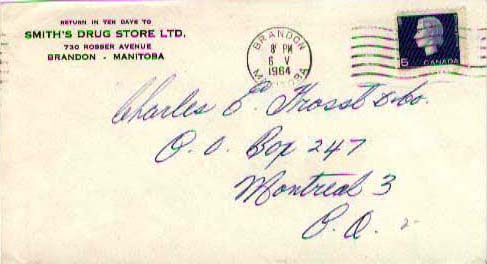 RETURN IN TEN DAYS TO
SMITH'S DRUG STORE LTD.
730 ROSSER AVENUE
BRANDON - MANITOBA
BRANDON
8 PM
6 V
1964
MANITOBA
5 CANADA
Charles E. Frosst & Co.
P. O. Box 247
Montreal 3
P. Q.